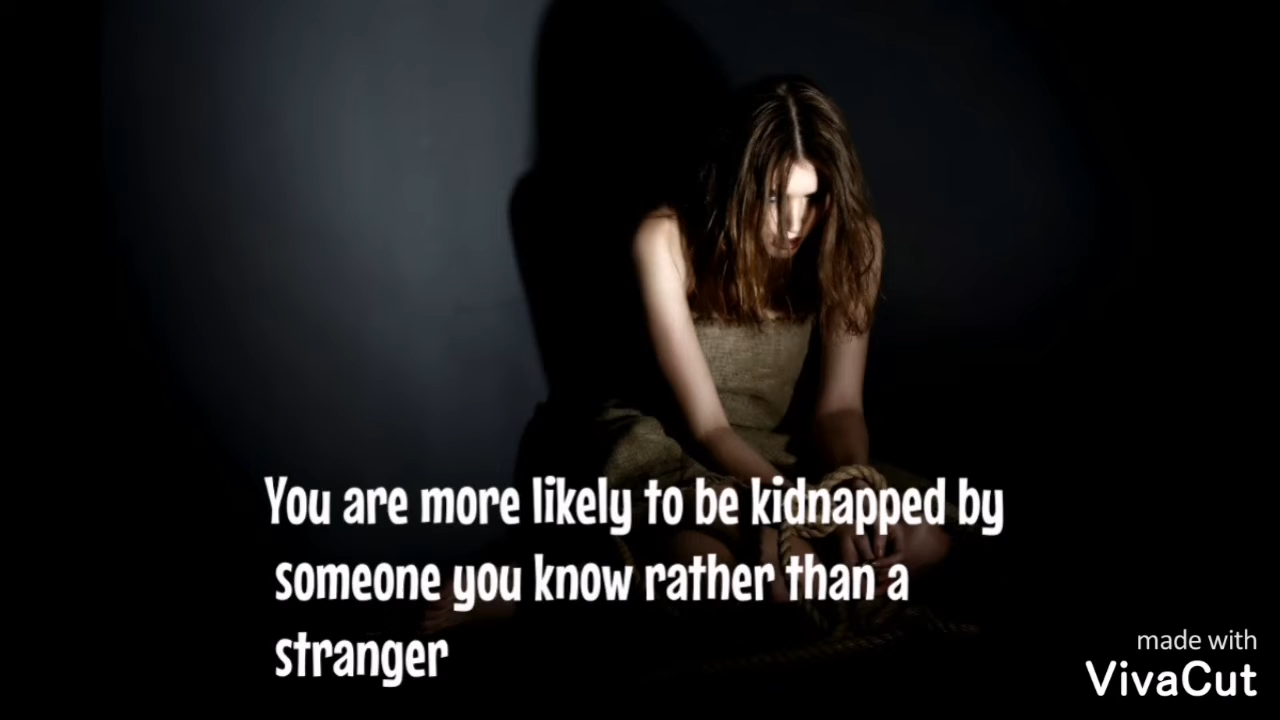 You are more likely to be kidnapped by
someone you know rather than a
stranger
made with
VivaCut